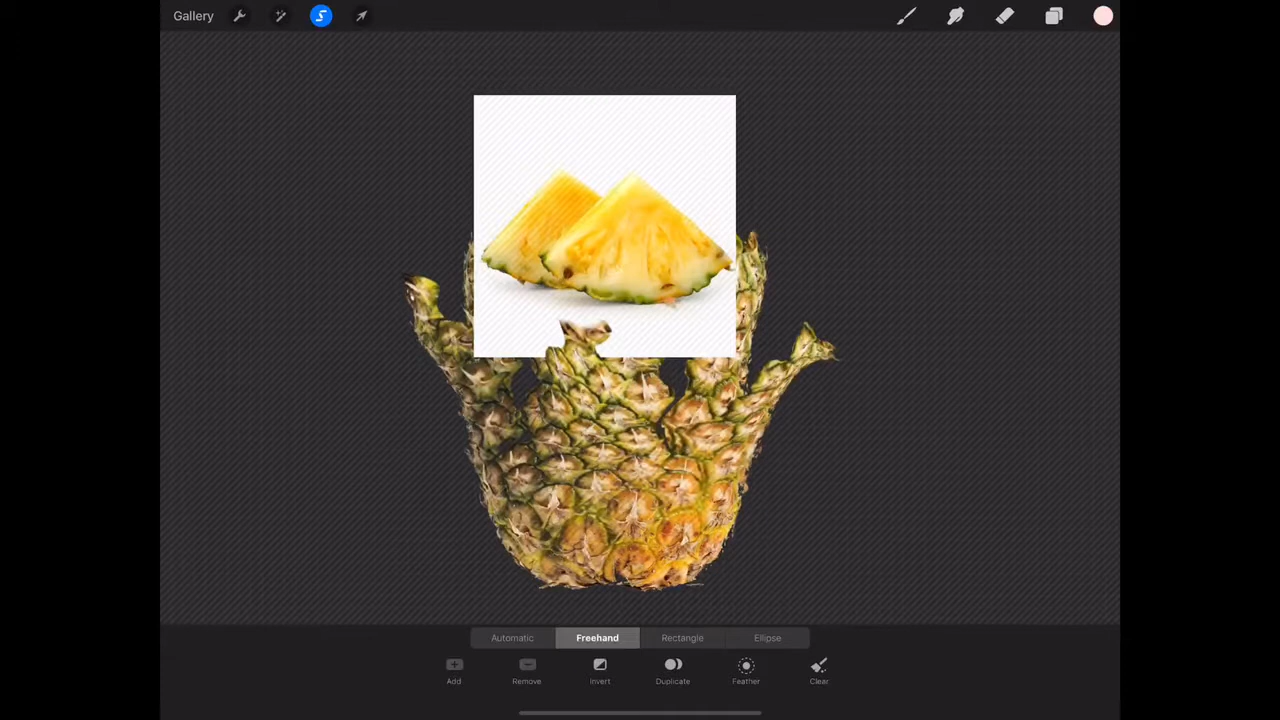 Gallery
Automatic Freehand Rectangle Ellipse
Add Remove Invert Duplicate Feather Clear